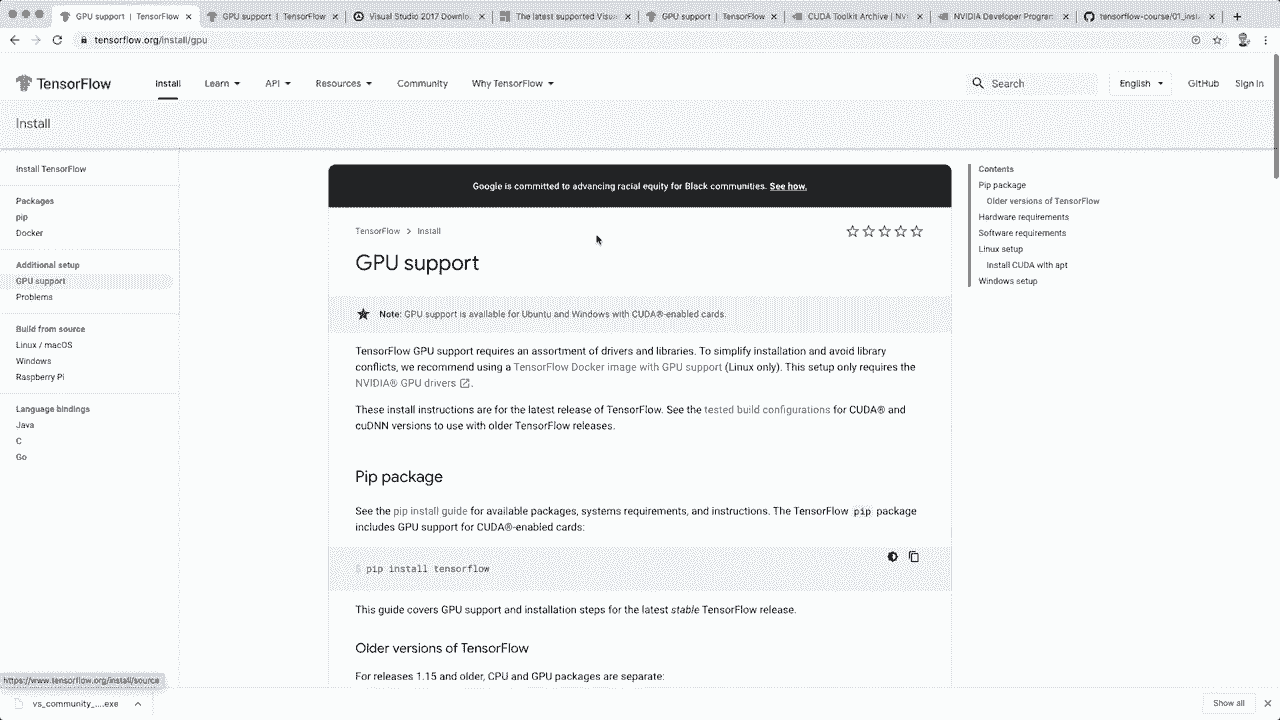 GPU support | TensorFlow
GPU support | TensorFlow
Visual Studio 2017 Downlo
The latest supported Visu
GPU support | TensorFlow
CUDA Toolkit Archive | NVI
NVIDIA Developer Program
tensorflow-course/01_inst
tensorflow.org/install/gpu
TensorFlow
Install
Learn
API
Resources
Community
Why TensorFlow
Search
English
GitHub
Sign in
Install
Install TensorFlow
Packages
pip
Docker
Additional setup
GPU support
Problems
Build from source
Linux / macOS
Windows
Raspberry Pi
Language bindings
Java
C
Go
Google is committed to advancing racial equity for Black communities. See how.
TensorFlow > Install
GPU support
Note: GPU support is available for Ubuntu and Windows with CUDA®-enabled cards.
TensorFlow GPU support requires an assortment of drivers and libraries. To simplify installation and avoid library
conflicts, we recommend using a TensorFlow Docker image with GPU support (Linux only). This setup only requires the
NVIDIA® GPU drivers.
These install instructions are for the latest release of TensorFlow. See the tested build configurations for CUDA® and
cuDNN versions to use with older TensorFlow releases.
Pip package
See the pip install guide for available packages, systems requirements, and instructions. The TensorFlow pip package
includes GPU support for CUDA®-enabled cards:
$ pip install tensorflow
This guide covers GPU support and installation steps for the latest stable TensorFlow release.
Older versions of TensorFlow
For releases 1.15 and older, CPU and GPU packages are separate:
Contents
Pip package
Older versions of TensorFlow
Hardware requirements
Software requirements
Linux setup
Install CUDA with apt
Windows setup
https://www.tensorflow.org/install/source
vs_community_....exe
Show all